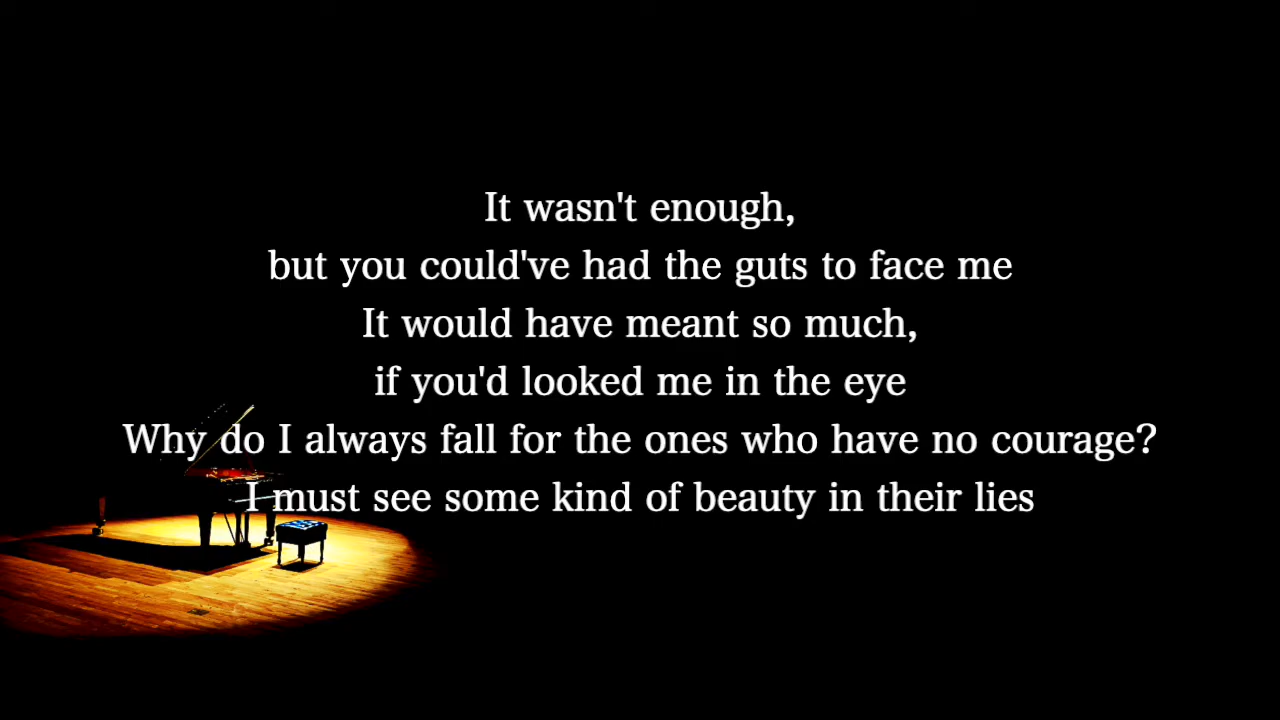 It wasn't enough,
but you could've had the guts to face me
It would have meant so much,
if you'd looked me in the eye
Why do I always fall for the ones who have no courage?
I must see some kind of beauty in their lies